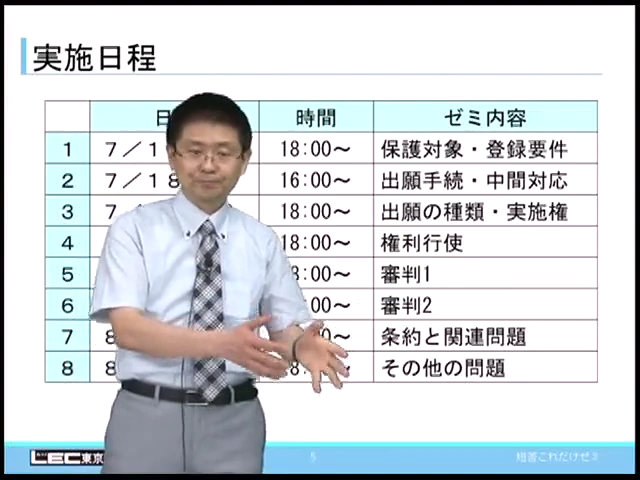 実施日程
時間 ゼミ内容
1 7／1 18:00～ 保護対象・登録要件
2 7／18 16:00～ 出願手続・中間対応
3 18:00～ 出願の種類・実施権
4 18:00～ 権利行使
5 審判1
6 審判2
7 条約と関連問題
8 その他の問題
LEC東京
5
短答これだけゼミ